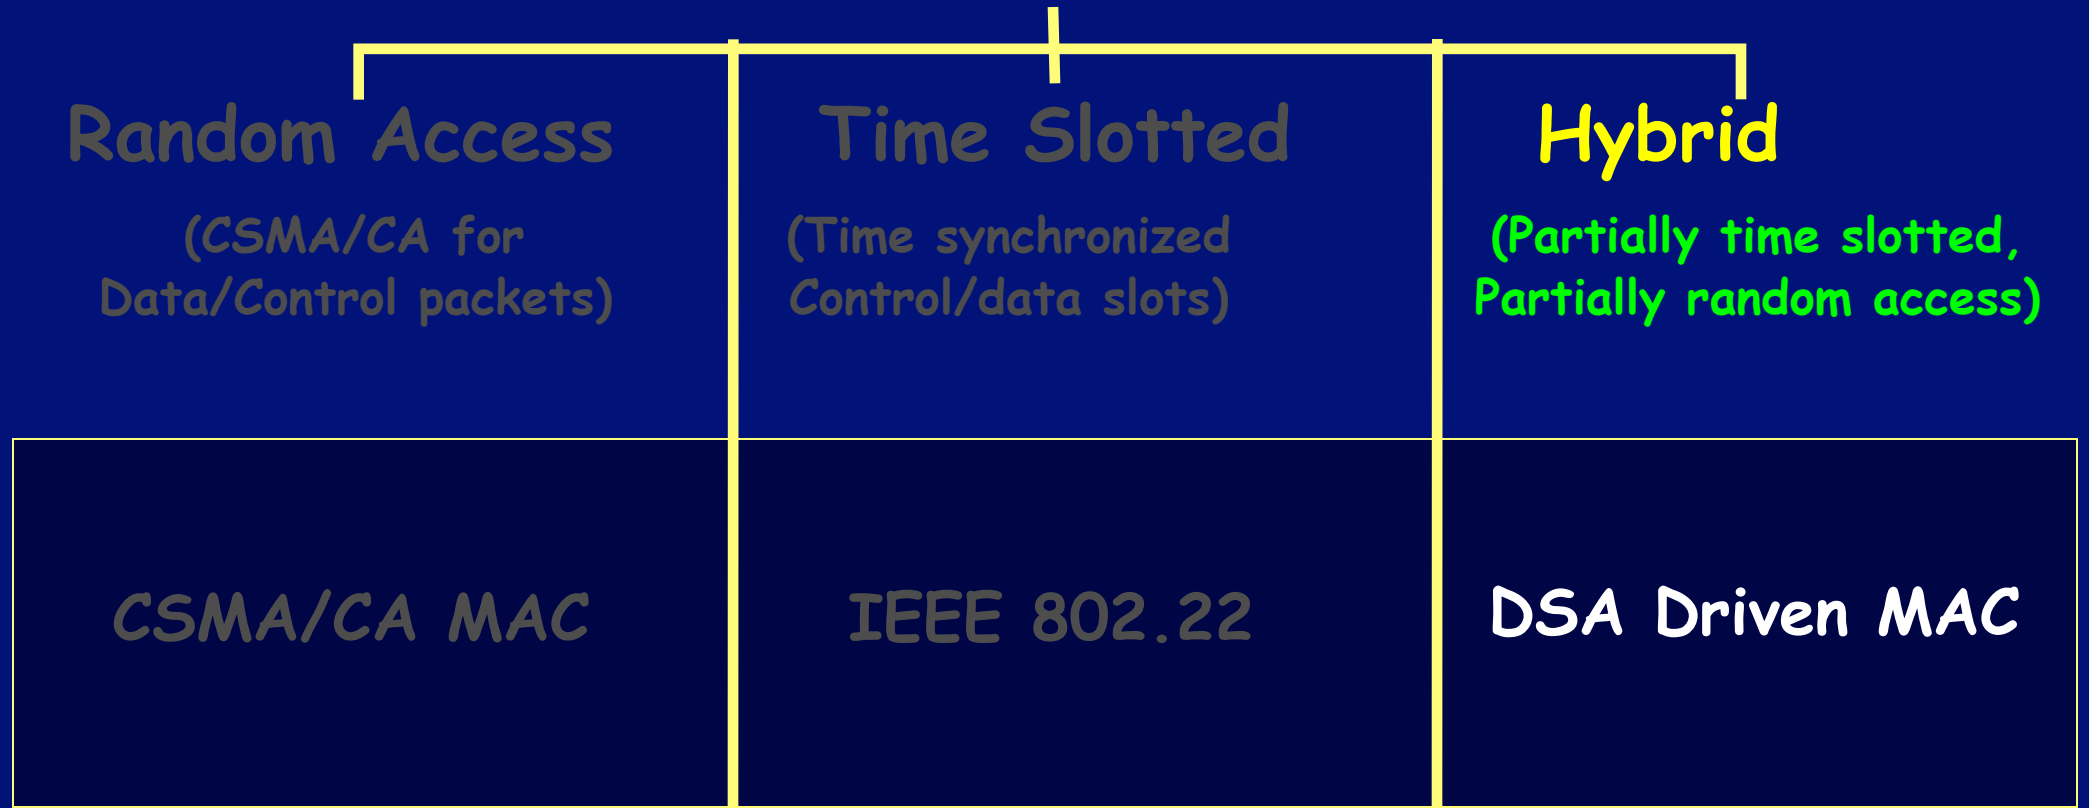 Random Access
(CSMA/CA for
Data/Control packets)
Time Slotted
(Time synchronized
Control/data slots)
Hybrid
(Partially time slotted,
Partially random access)
CSMA/CA MAC
IEEE 802.22
DSA Driven MAC